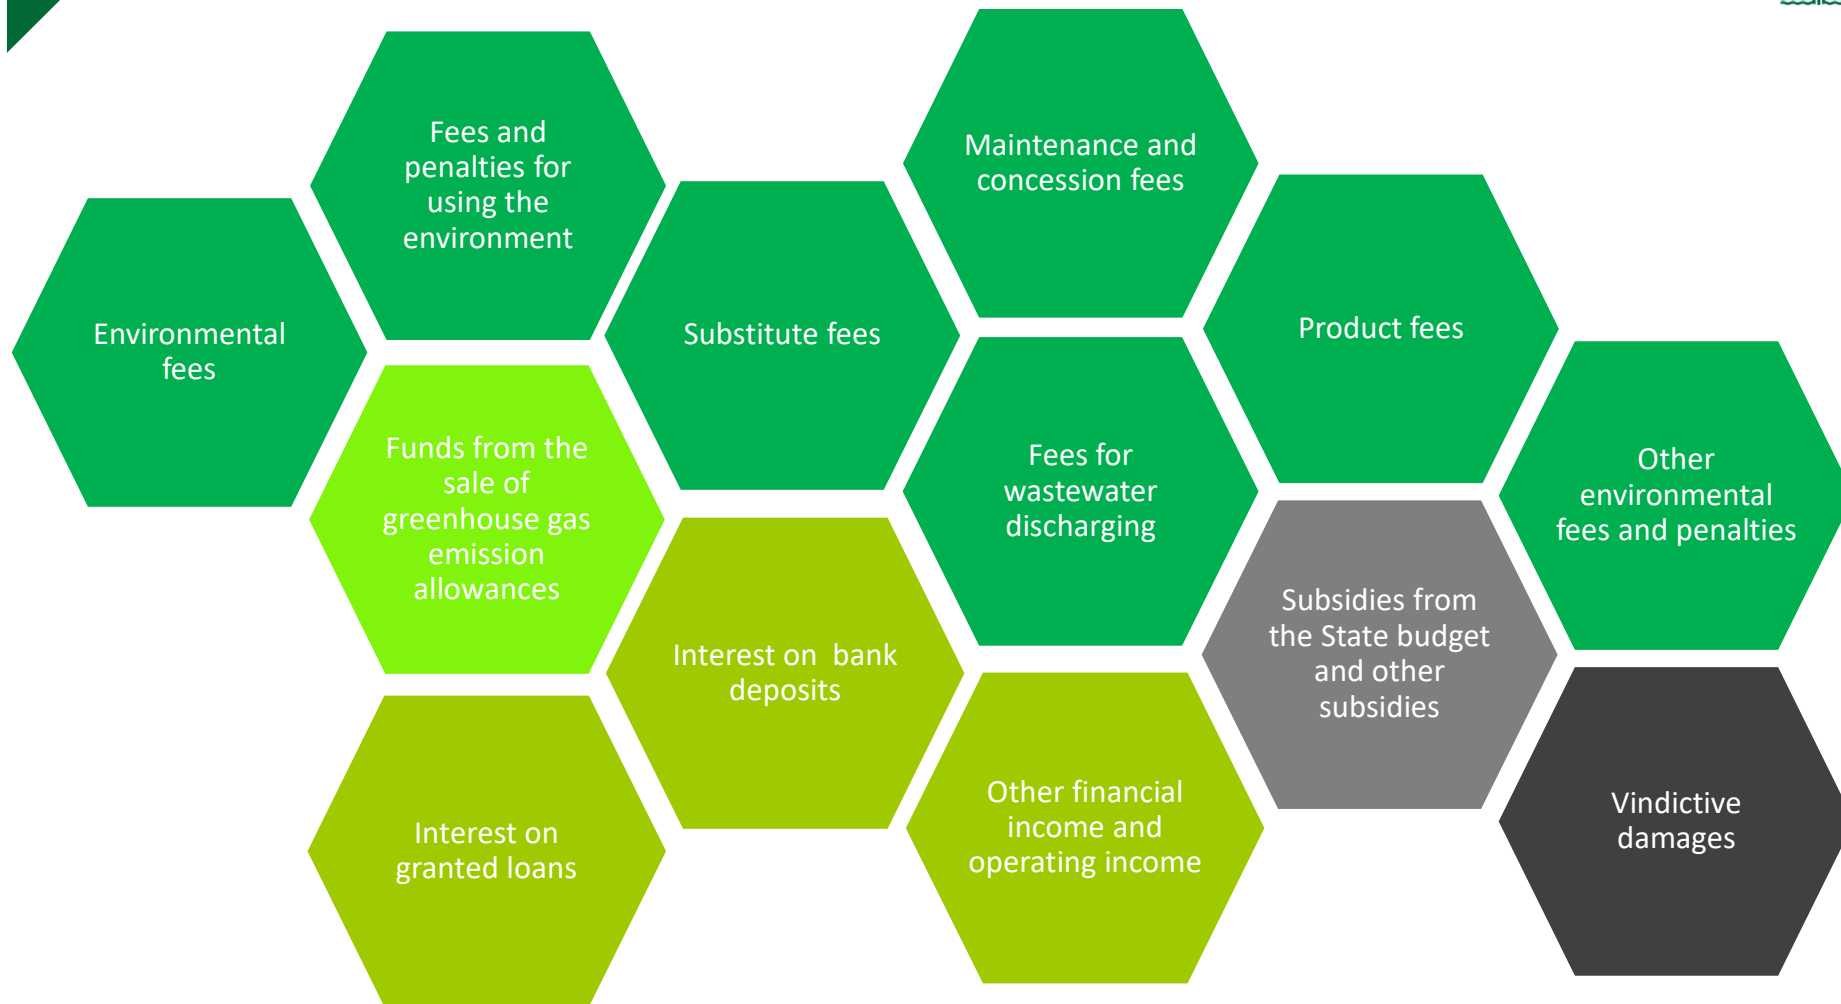 Fees and
penalties for
using the
environment
Maintenance and
concession fees
Environmental
fees
Substitute fees
Product fees
Funds from the
sale of
greenhouse gas
emission
allowances
Fees for
wastewater
discharging
Other
environmental
fees and penalties
Interest on  bank
deposits
Subsidies from
the State budget
and other
subsidies
Interest on
granted loans
Other financial
income and
operating income
Vindictive
damages